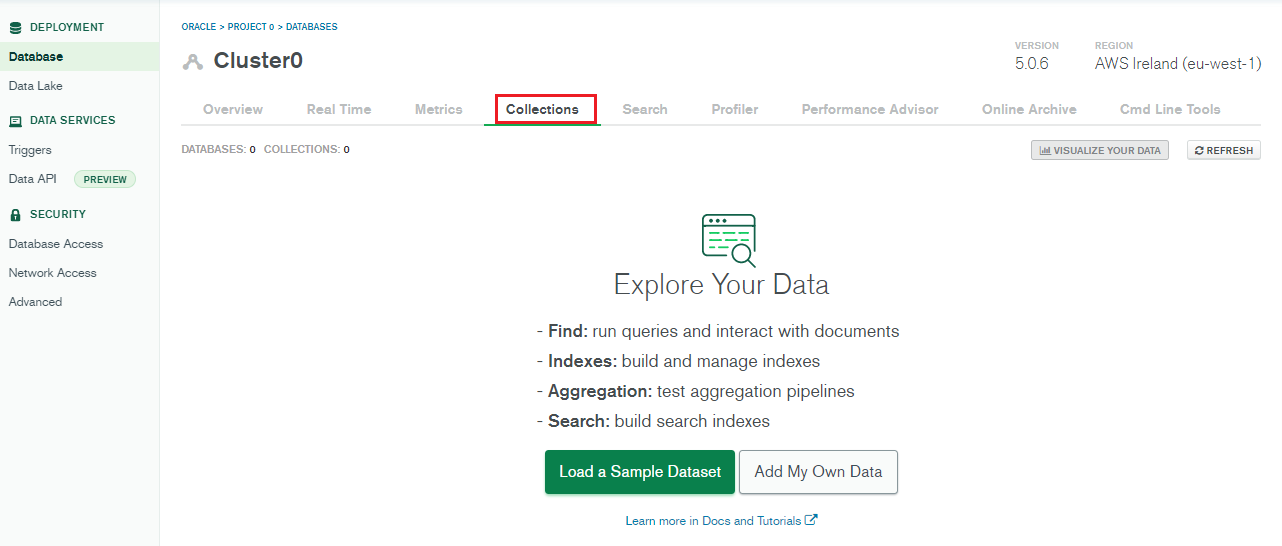 DEPLOYMENT
Database
Data Lake
DATA SERVICES
Triggers
Data API PREVIEW
SECURITY
Database Access
Network Access
Advanced
ORACLE > PROJECT 0 > DATABASES
Cluster0
VERSION
5.0.6
REGION
AWS Ireland (eu-west-1)
Overview Real Time Metrics Collections Search Profiler Performance Advisor Online Archive Cmd Line Tools
DATABASES: 0 COLLECTIONS: 0
VISUALIZE YOUR DATA REFRESH
Explore Your Data
- Find: run queries and interact with documents
- Indexes: build and manage indexes
- Aggregation: test aggregation pipelines
- Search: build search indexes
Load a Sample Dataset Add My Own Data
Learn more in Docs and Tutorials